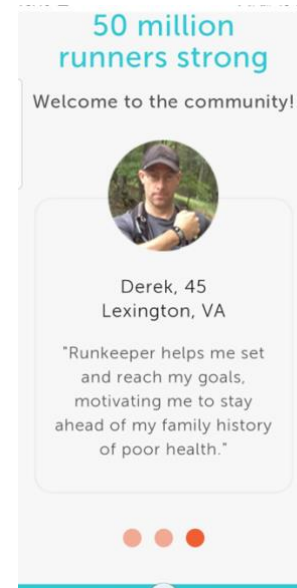 50 million
runners strong
Welcome to the community!
Derek, 45
Lexington, VA
"Runkeeper helps me set
and reach my goals,
motivating me to stay
ahead of my family history
of poor health."